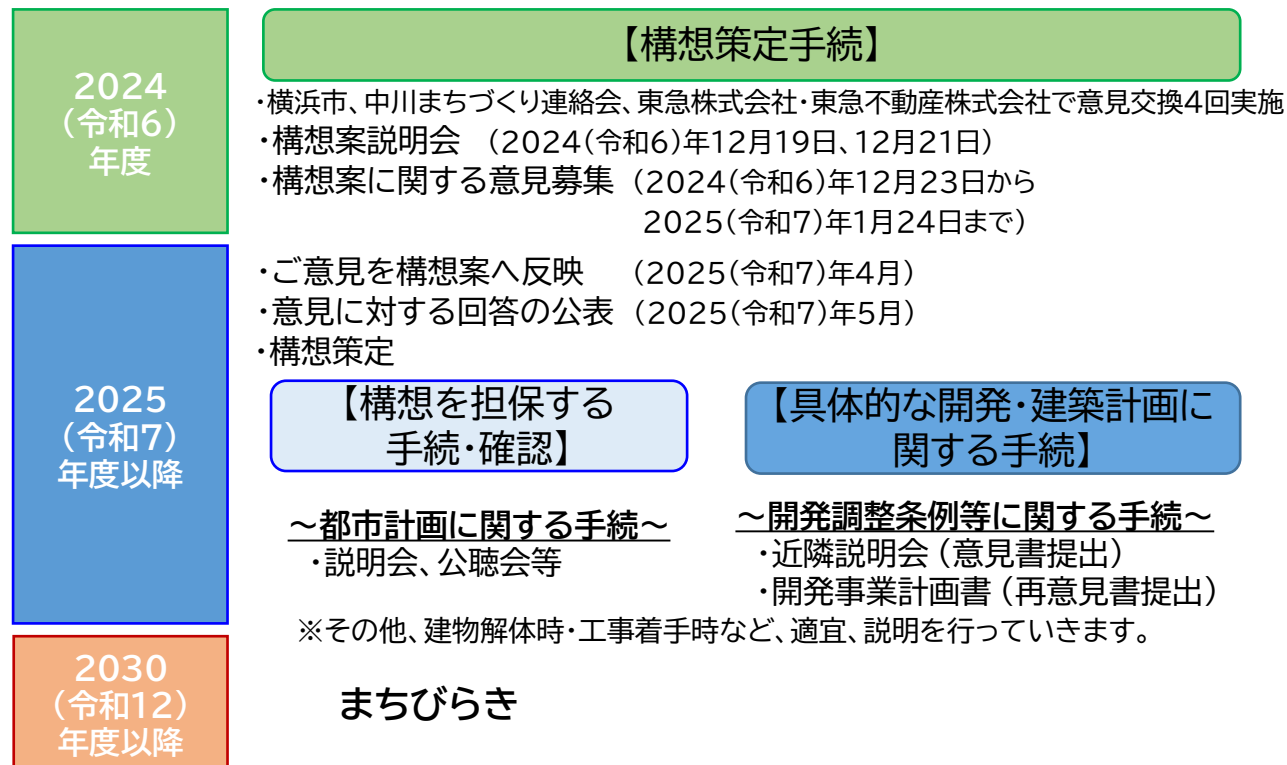 2024
（令和6）
年度
【構想策定手続】
・横浜市、中川まちづくり連絡会、東急株式会社・東急不動産株式会社で意見交換4回実施
・構想案説明会 （2024（令和6）年12月19日、12月21日）
・構想案に関する意見募集 （2024（令和6）年12月23日から
2025（令和7）年1月24日まで）
2025
（令和7）
年度以降
・ご意見を構想案へ反映 （2025（令和7）年4月）
・意見に対する回答の公表 （2025（令和7）年5月）
・構想策定
【構想を担保する
手続・確認】
～都市計画に関する手続～
・説明会、公聴会等
【具体的な開発・建築計画に
関する手続】
～開発調整条例等に関する手続～
・近隣説明会（意見書提出）
・開発事業計画書（再意見書提出）
※その他、建物解体時・工事着手時など、適宜、説明を行っていきます。
2030
（令和12）
年度以降
まちびらき